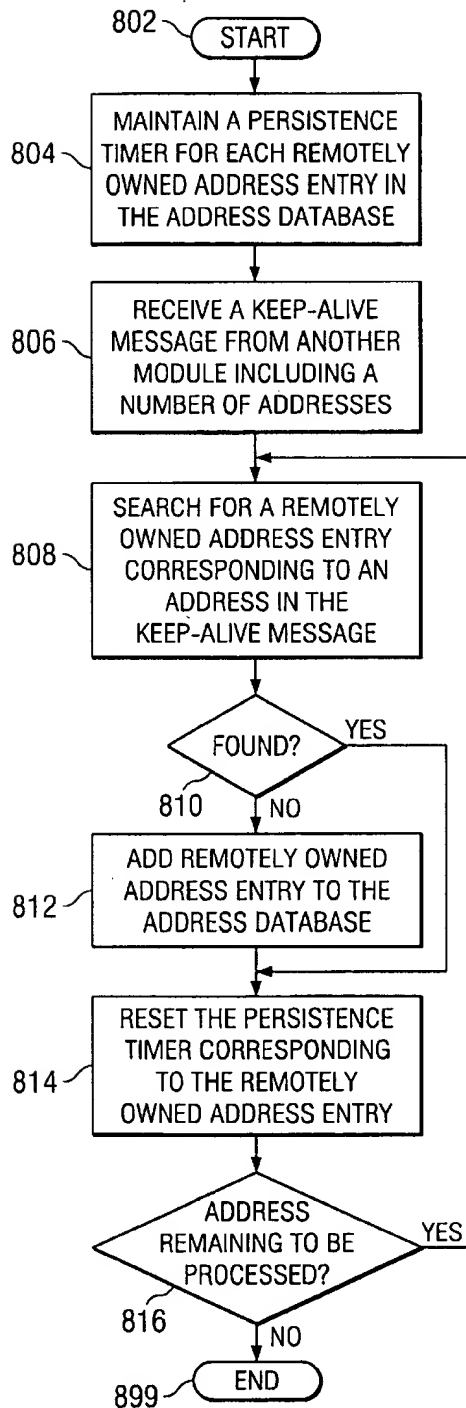 802
START
804
MAINTAIN A PERSISTENCE
TIMER FOR EACH REMOTELY
OWNED ADDRESS ENTRY IN
THE ADDRESS DATABASE
806
RECEIVE A KEEP-ALIVE
MESSAGE FROM ANOTHER
MODULE INCLUDING A
NUMBER OF ADDRESSES
808
SEARCH FOR A REMOTELY
OWNED ADDRESS ENTRY
CORRESPONDING TO AN
ADDRESS IN THE
KEEP-ALIVE MESSAGE
FOUND?
YES
810
NO
812
ADD REMOTELY OWNED
ADDRESS ENTRY TO THE
ADDRESS DATABASE
814
RESET THE PERSISTENCE
TIMER CORRESPONDING
TO THE REMOTELY
OWNED ADDRESS ENTRY
ADDRESS
REMAINING TO BE
PROCESSED?
YES
816
NO
899
END